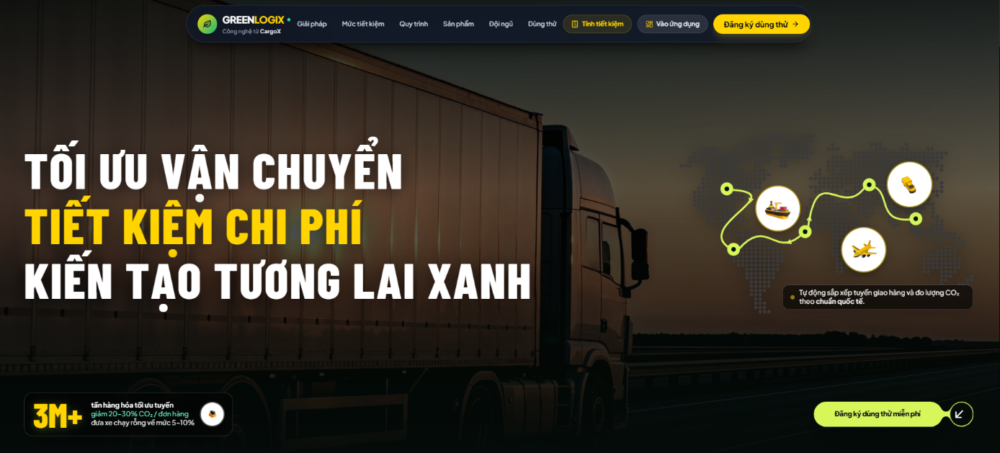 GREENLOGIX
Công nghệ từ CargoX
Giải pháp
Mức tiết kiệm
Quy trình
Sản phẩm
Đội ngũ
Dùng thử
Tính tiết kiệm
Vào ứng dụng
Đăng ký dùng thử →
TỐI ƯU VẬN CHUYỂN
TIẾT KIỆM CHI PHÍ
KIẾN TẠO TƯƠNG LAI XANH
Tự động sắp xếp tuyến giao hàng và đo lượng CO₂
theo chuẩn quốc tế.
3M+
tấn hàng hóa tối ưu tuyến
giảm 20–30% CO₂ / đơn hàng
đưa xe chạy rỗng về mức 5–10%
Đăng ký dùng thử miễn phí